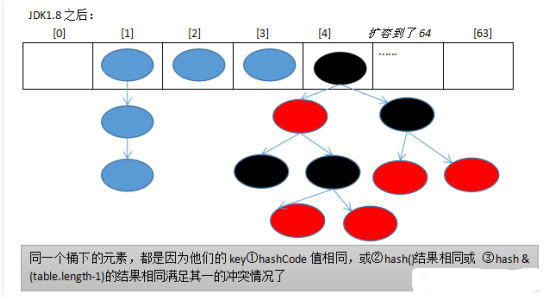 JDK1.8 之后：
[0] [1] [2] [3] [4] 扩容到了 64 [63]
……
同一个桶下的元素，都是因为他们的 key①hashCode 值相同，或②hash()结果相同或 ③hash &
(table.length-1)的结果相同满足其一的冲突情况了